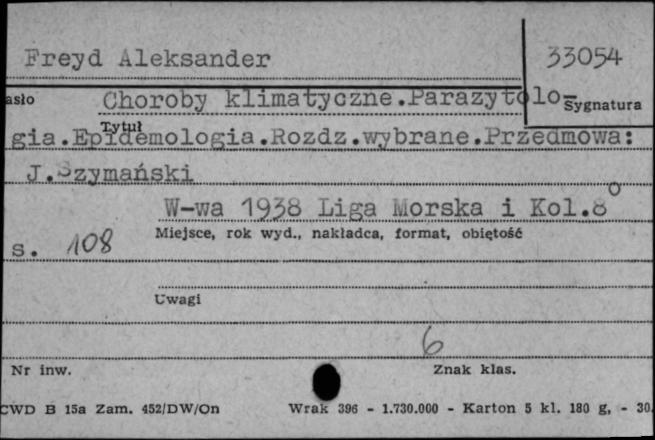 Freyd Aleksander 33054
asło Choroby klimatyczne.Parazytolo- Sygnatura
Tytuł
gia.Epidemologia.Rozdz.wybrane.Przedmowa:
J.Szymański
W-wa 1938 Liga Morska i Kol.8°
s. 108 Miejsce, rok wyd., nakładca, format, objętość
Uwagi
6
Nr inw. Znak klas.
CWD B 15a Zam. 452/DW/On Wrak 396 - 1.730.000 - Karton 5 kl. 180 g, - 30.